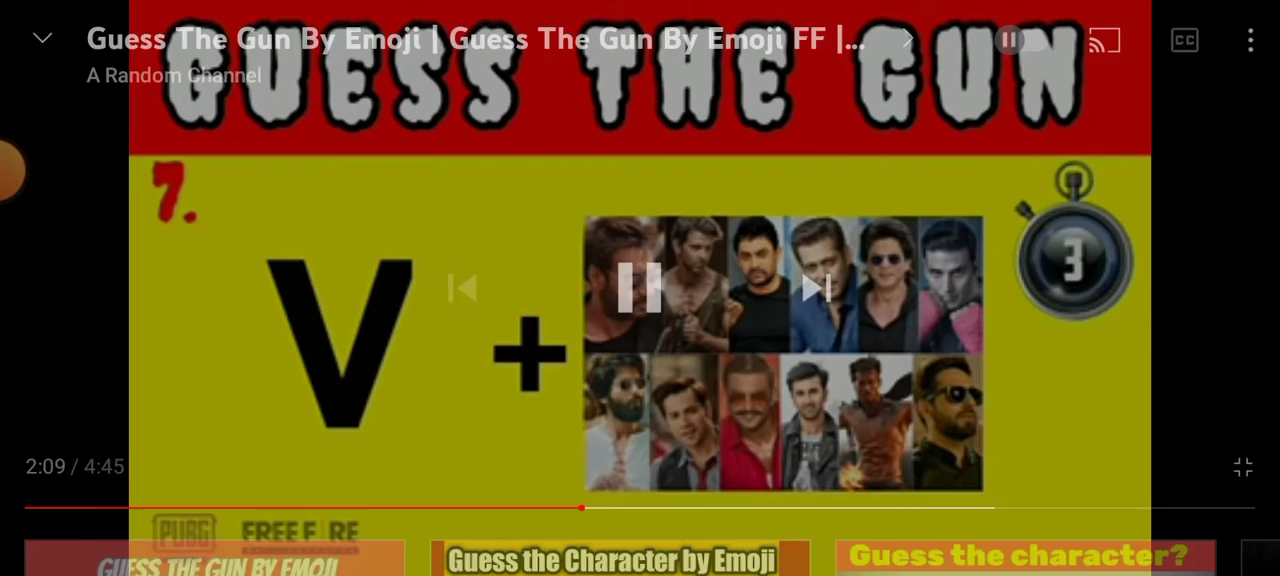 Guess The Gun By Emoji | Guess The Gun By Emoji FF |...
A Random Channel
GUESS THE GUN
7.
3
V +
2:09 / 4:45
PUBG FREE FIRE
GUESS THE GUN BY EMOJI
Guess the Character by Emoji
Guess the character?
CC